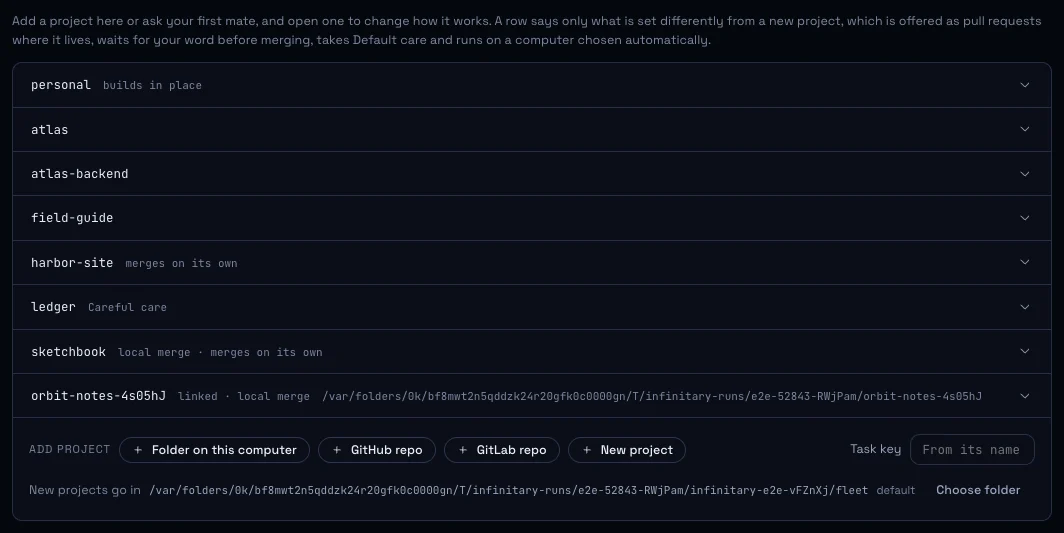 Add a project here or ask your first mate, and open one to change how it works. A row says only what is set differently from a new project, which is offered as pull requests
where it lives, waits for your word before merging, takes Default care and runs on a computer chosen automatically.
personal builds in place
atlas
atlas-backend
field-guide
harbor-site merges on its own
ledger Careful care
sketchbook local merge · merges on its own
orbit-notes-4s05hJ linked · local merge /var/folders/0k/bf8mwt2n5qddzk24r20gfk0c0000gn/T/infinitary-runs/e2e-52843-RWjPam/orbit-notes-4s05hJ
ADD PROJECT + Folder on this computer + GitHub repo + GitLab repo + New project Task key From its name
New projects go in /var/folders/0k/bf8mwt2n5qddzk24r20gfk0c0000gn/T/infinitary-runs/e2e-52843-RWjPam/infinitary-e2e-vFZnXj/fleet default Choose folder